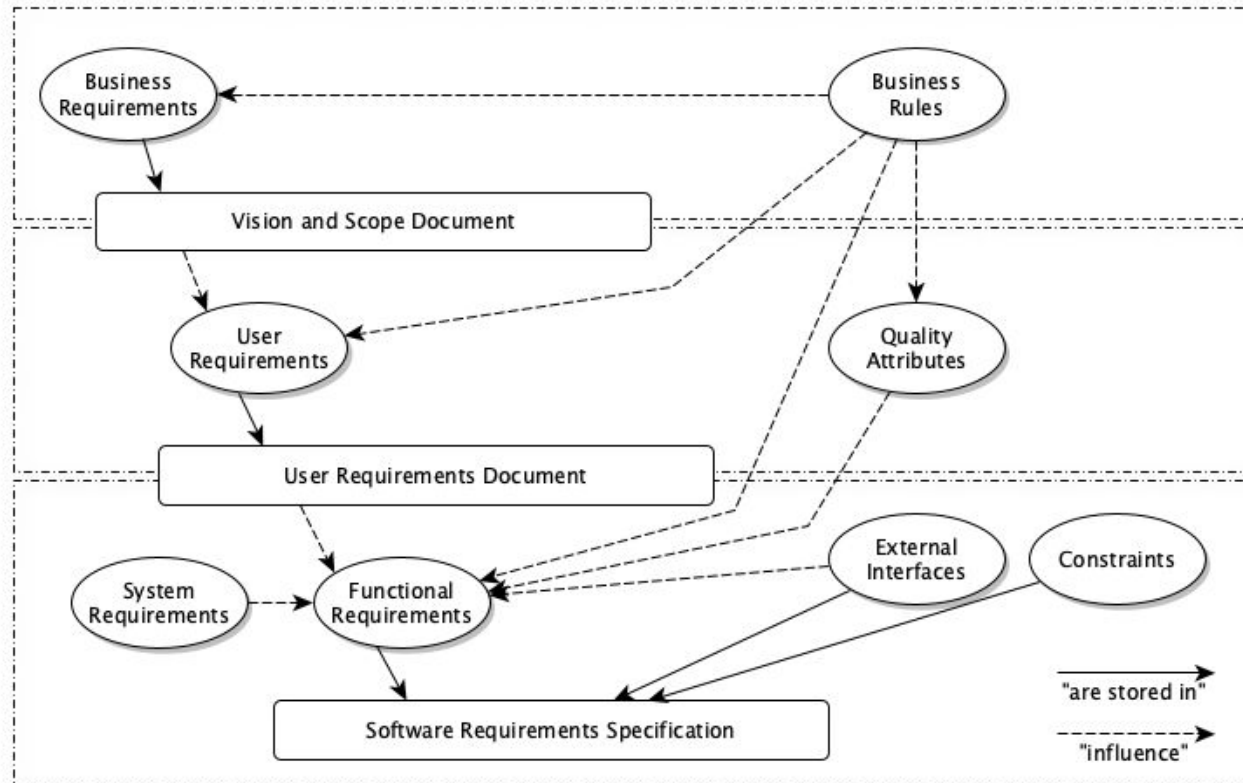 Business
Requirements
Business
Rules
Vision and Scope Document
User
Requirements
Quality
Attributes
User Requirements Document
System
Requirements
Functional
Requirements
External
Interfaces
Constraints
"are stored in"
Software Requirements Specification
"influence"